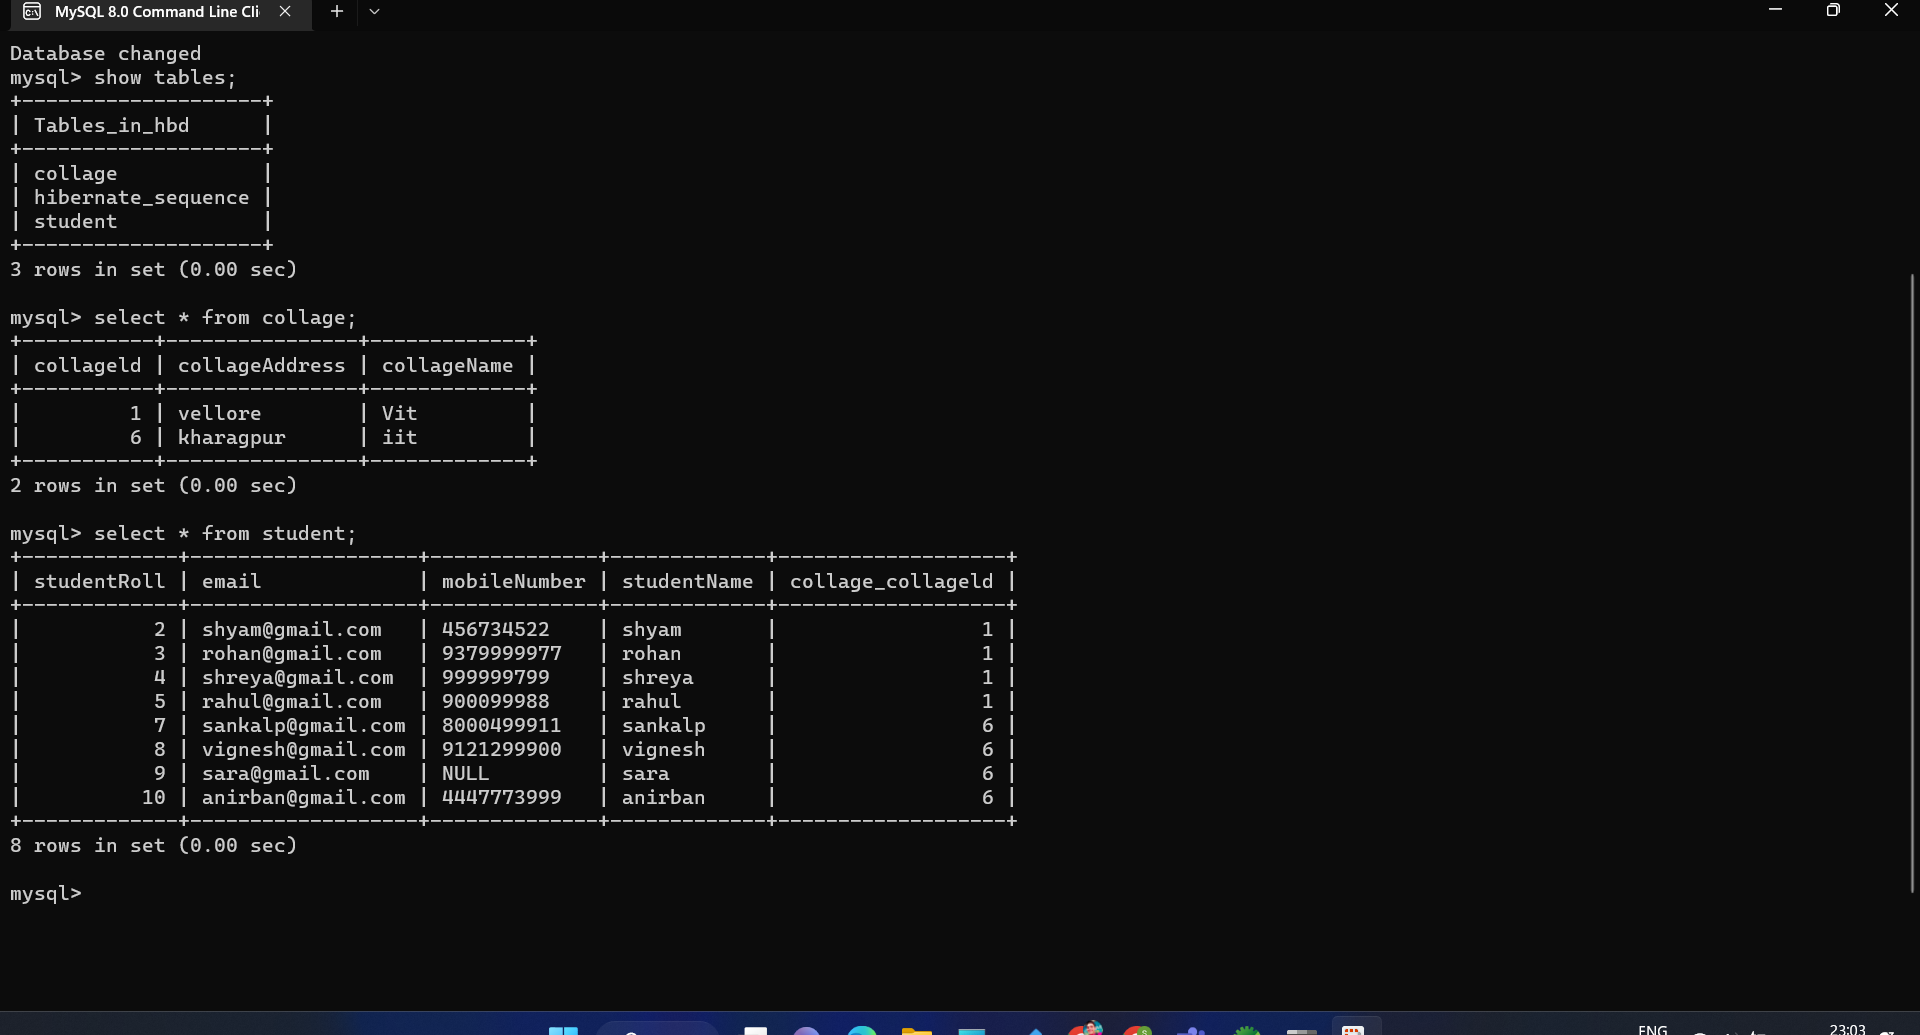 MySQL 8.0 Command Line Cli
Database changed
mysql> show tables;
+--------------------+
| Tables_in_hbd      |
+--------------------+
| collage            |
| hibernate_sequence |
| student            |
+--------------------+
3 rows in set (0.00 sec)
mysql> select * from collage;
+-----------+----------------+-------------+
| collageld | collageAddress | collageName |
+-----------+----------------+-------------+
|         1 | vellore        | Vit         |
|         6 | kharagpur      | iit         |
+-----------+----------------+-------------+
2 rows in set (0.00 sec)
mysql> select * from student;
+-------------+-------------------+--------------+-------------+-------------------+
| studentRoll | email             | mobileNumber | studentName | collage_collageld |
+-------------+-------------------+--------------+-------------+-------------------+
|           2 | shyam@gmail.com   | 456734522    | shyam       |                 1 |
|           3 | rohan@gmail.com   | 9379999977   | rohan       |                 1 |
|           4 | shreya@gmail.com  | 999999799    | shreya      |                 1 |
|           5 | rahul@gmail.com   | 900099988    | rahul       |                 1 |
|           7 | sankalp@gmail.com | 8000499911   | sankalp     |                 6 |
|           8 | vignesh@gmail.com | 9121299900   | vignesh     |                 6 |
|           9 | sara@gmail.com    | NULL         | sara        |                 6 |
|          10 | anirban@gmail.com | 4447773999   | anirban     |                 6 |
+-------------+-------------------+--------------+-------------+-------------------+
8 rows in set (0.00 sec)
mysql>
ENG
23:03